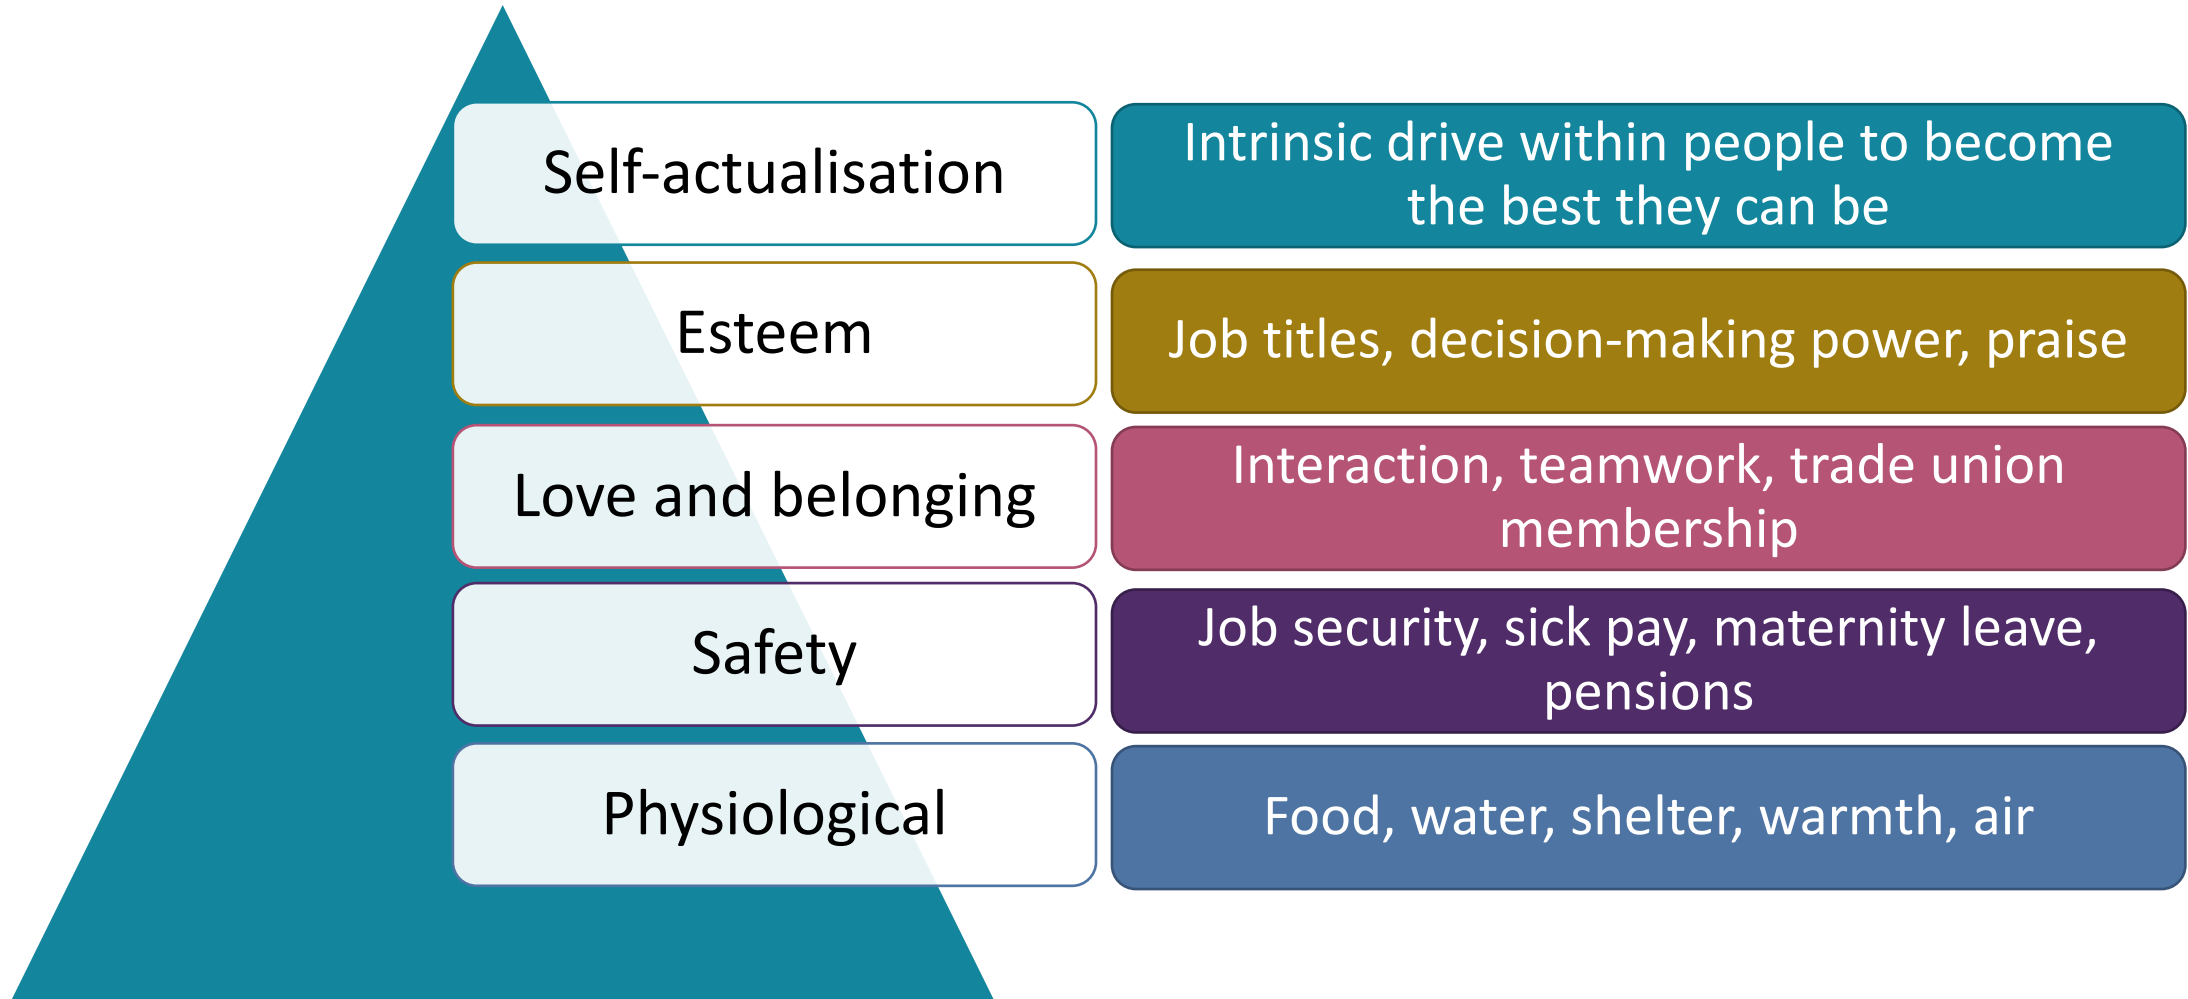 Self-actualisation
Intrinsic drive within people to become
the best they can be
Esteem
Job titles, decision-making power, praise
Love and belonging
Interaction, teamwork, trade union
membership
Safety
Job security, sick pay, maternity leave,
pensions
Physiological
Food, water, shelter, warmth, air